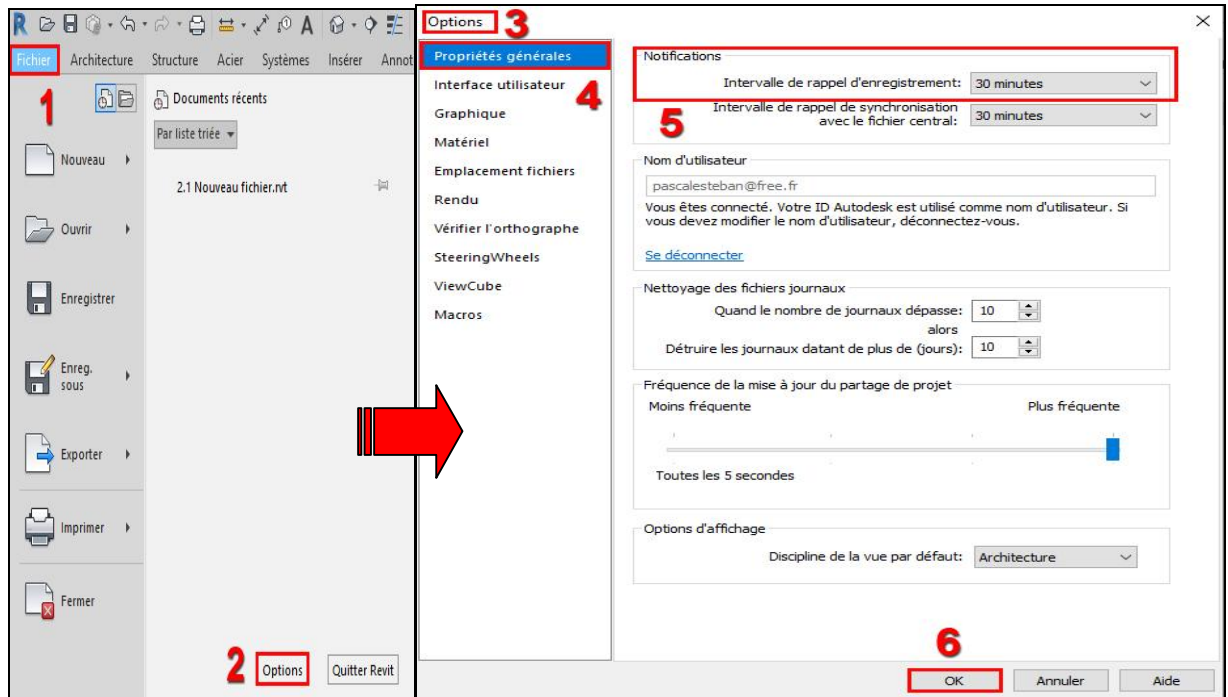 R A
Fichier Architecture Structure Acier Systèmes Insérer Annot
1
Documents récents
Par liste triée
2.1 Nouveau fichier.rvt
Nouveau
Ouvrir
Enregistrer
Enreg.
sous
Exporter
Imprimer
Fermer
2 Options Quitter Revit
Options 3
Propriétés générales
4
Interface utilisateur
Graphique
Matériel
Emplacement fichiers
Rendu
Vérifier l'orthographe
SteeringWheels
ViewCube
Macros
Notifications
Intervalle de rappel d'enregistrement: 30 minutes
5
Intervalle de rappel de synchronisation
avec le fichier central: 30 minutes
Nom d'utilisateur
pascalesteban@free.fr
Vous êtes connecté. Votre ID Autodesk est utilisé comme nom d'utilisateur. Si
vous devez modifier le nom d'utilisateur, déconnectez-vous.
Se déconnecter
Nettoyage des fichiers journaux
Quand le nombre de journaux dépasse: 10
alors
Détruire les journaux datant de plus de (jours): 10
Fréquence de la mise à jour du partage de projet
Moins fréquente Plus fréquente
Toutes les 5 secondes
Options d'affichage
Discipline de la vue par défaut: Architecture
6
OK Annuler Aide